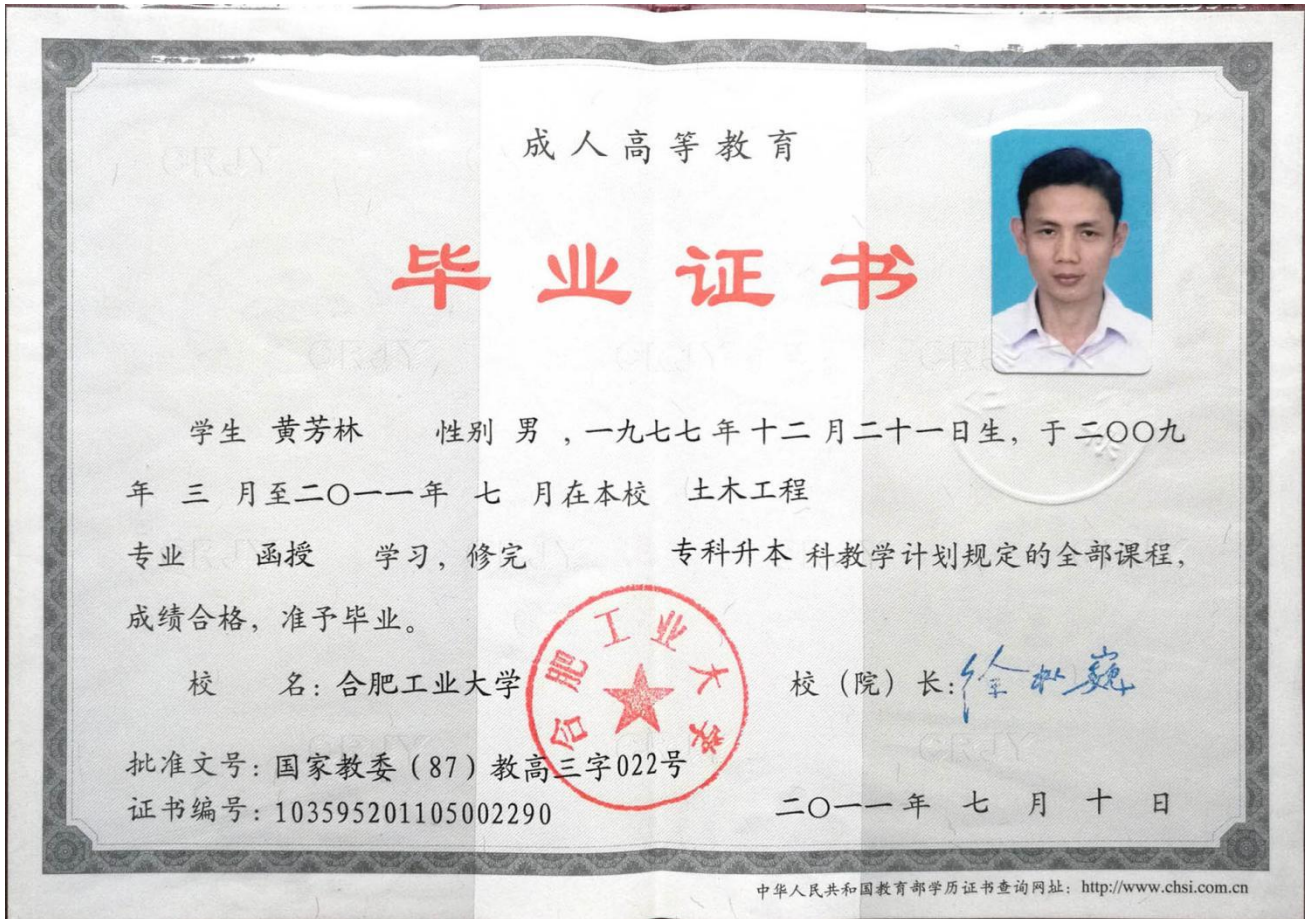 成人高等教育
毕业证书
学生 黄芳林 性别 男 ,一九七七年十二月二十一日生,于二〇〇九
年 三 月至二〇一一年 七 月在本校 土木工程
专业 函授 学习,修完 专科升本 科教学计划规定的全部课程,
成绩合格,准予毕业。
校 名:合肥工业大学
校(院)长:徐枞巍
合肥工业大学
批准文号:国家教委(87)教高三字022号
证书编号:103595201105002290
二〇一一年 七 月 十 日
中华人民共和国教育部学历证书查询网址:http://www.chsi.com.cn